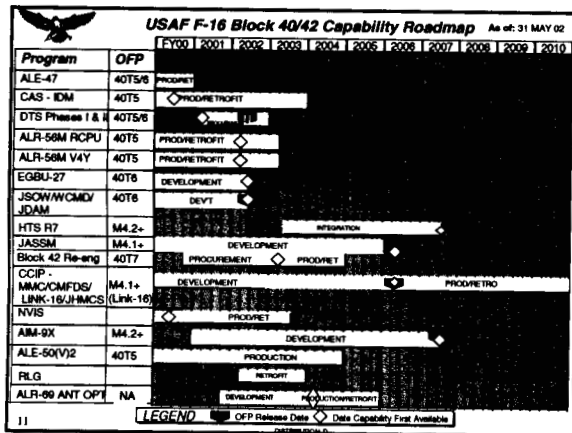 USAF F-16 Block 40/42 Capability Roadmap As of: 31 MAY 02
FY'00 2001 2002 2003 2004 2005 2006 2007 2008 2009 2010
Program OFP
ALE-47 40T5/6 PROD/RET
CAS - IDM 40T5 PROD/RETROFIT
DTS Phases I & II 40T5/6
ALR-56M RCPU 40T5 PROD/RETROFIT
ALR-56M V4Y 40T5 PROD/RETROFIT
EGBU-27 40T6 DEVELOPMENT
JSOW/WCMD/
JDAM 40T6 DEV'T
HTS R7 M4.2+ INTEGRATION
JASSM M4.1+ DEVELOPMENT
Block 42 Re-eng 40T7 PROCUREMENT PROD/RET
CCIP -
MMC/CMFDS/ M4.1+ DEVELOPMENT PROD/RETRO
LINK-16/JHMCS (Link-16)
NVIS PROD/RET
AIM-9X M4.2+ DEVELOPMENT
ALE-50(V)2 40T5 PRODUCTION
RLG RETROFIT
ALR-69 ANT OPT NA DEVELOPMENT PRODUCTION/RETROFIT
11 LEGEND OFP Release Date Date Capability First Available